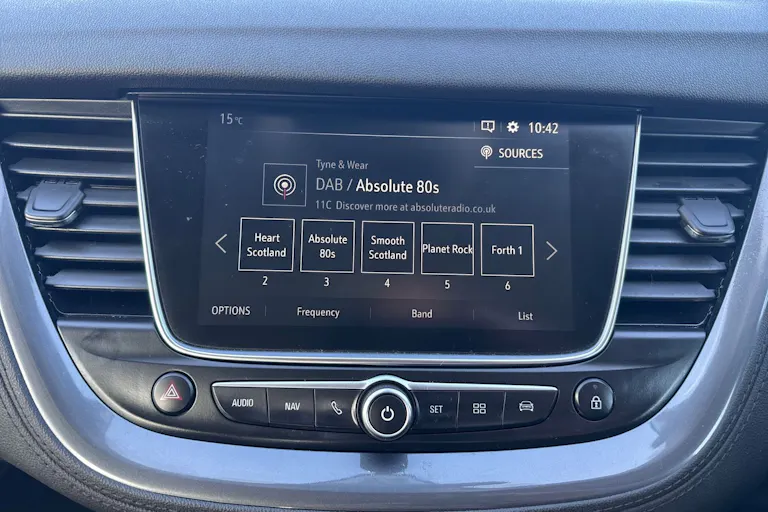 15 °C
10:42
SOURCES
Tyne & Wear
DAB / Absolute 80s
11C Discover more at absoluteradio.co.uk
Heart
Scotland
2
Absolute
80s
3
Smooth
Scotland
4
Planet Rock
5
Forth 1
6
OPTIONS
Frequency
Band
List
AUDIO
NAV
SET